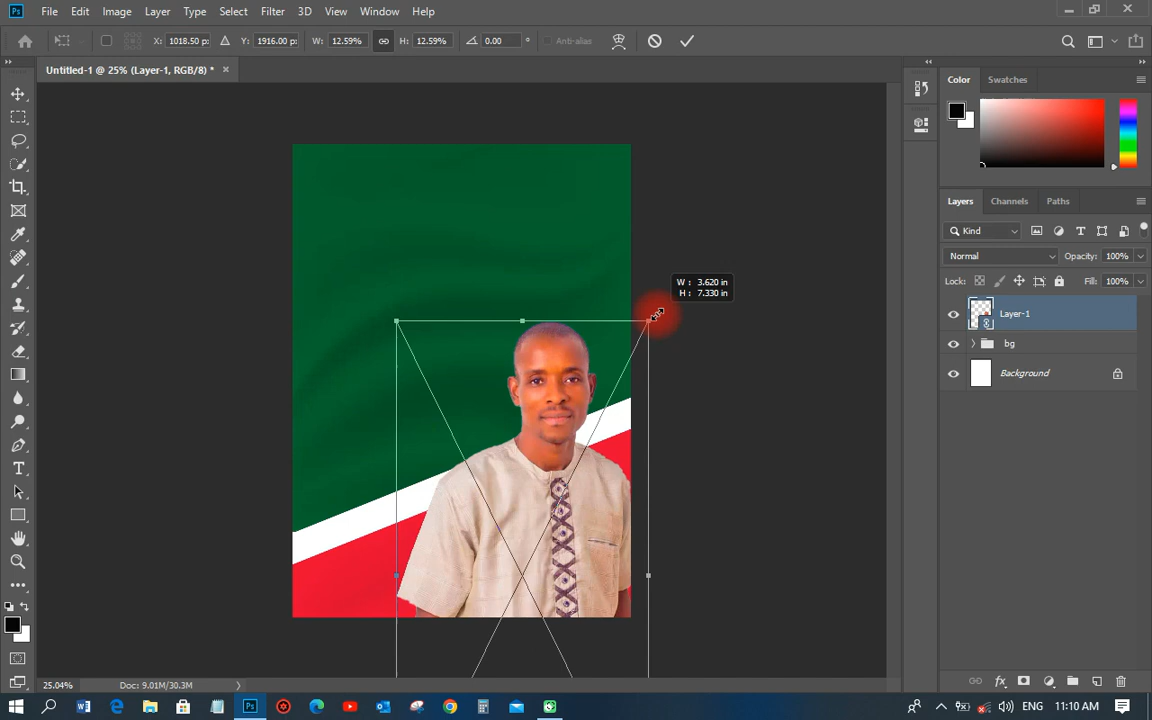 Ps File Edit Image Layer Type Select Filter 3D View Window Help
X: 1018.50 p: Y: 1916.00 p: W: 12.59% H: 12.59% 0.00 Anti-alias
Untitled-1 @ 25% (Layer-1, RGB/8) * ×
W : 3.620 in
H : 7.330 in
Color Swatches
Layers Channels Paths
Kind
Normal Opacity: 100%
Lock: Fill: 100%
Layer-1
bg
Background
25.04% Doc: 9.01M/30.3M
ENG 11:10 AM